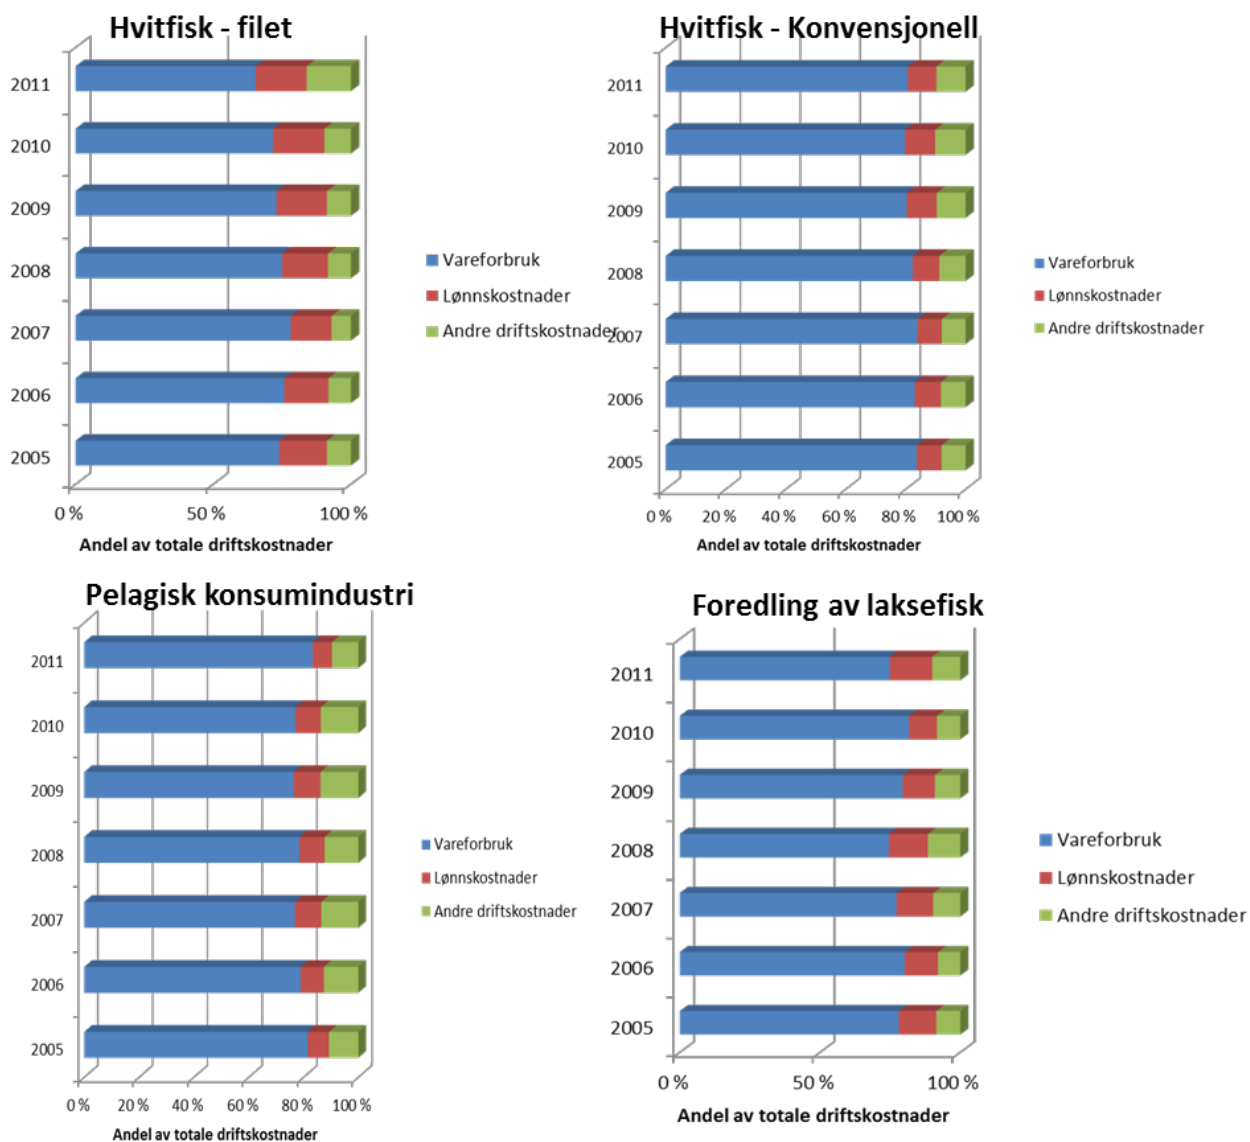 Hvitfisk - filet
2011
2010
2009
2008
2007
2006
2005
0 %
50 %
100 %
Andel av totale driftskostnader
Vareforbruk
Lønnskostnader
Andre driftskostnader
Hvitfisk - Konvensjonell
2011
2010
2009
2008
2007
2006
2005
0 %
20 %
40 %
60 %
80 %
100 %
Andel av totale driftskostnader
Vareforbruk
Lønnskostnader
Andre driftskostnader
Pelagisk konsumindustri
2011
2010
2009
2008
2007
2006
2005
0 %
20 %
40 %
60 %
80 %
100 %
Andel av totale driftskostnader
Vareforbruk
Lønnskostnader
Andre driftskostnader
Foredling av laksefisk
2011
2010
2009
2008
2007
2006
2005
0 %
50 %
100 %
Andel av totale driftskostnader
Vareforbruk
Lønnskostnader
Andre driftskostnader